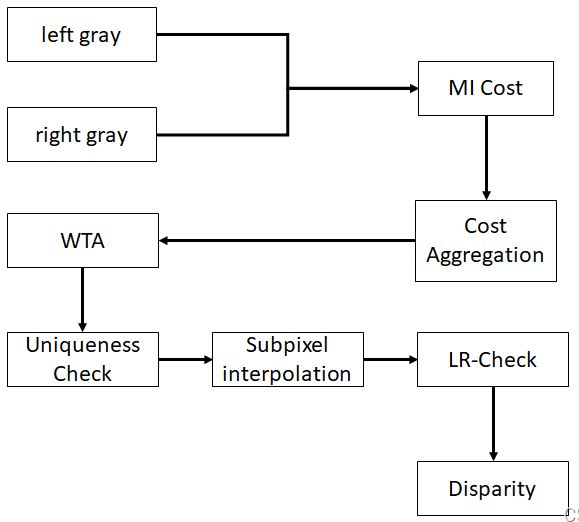 left gray
right gray
MI Cost
Cost
Aggregation
WTA
Uniqueness
Check
Subpixel
interpolation
LR-Check
Disparity